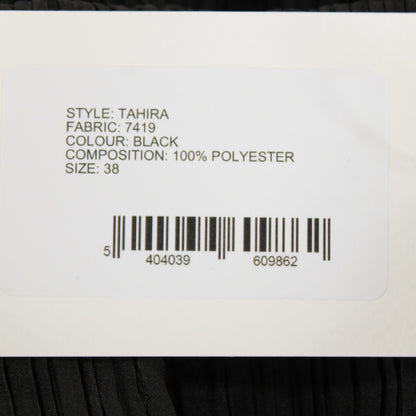 STYLE: TAHIRA
FABRIC: 7419
COLOUR: BLACK
COMPOSITION: 100% POLYESTER
SIZE: 38
5 404039 609862